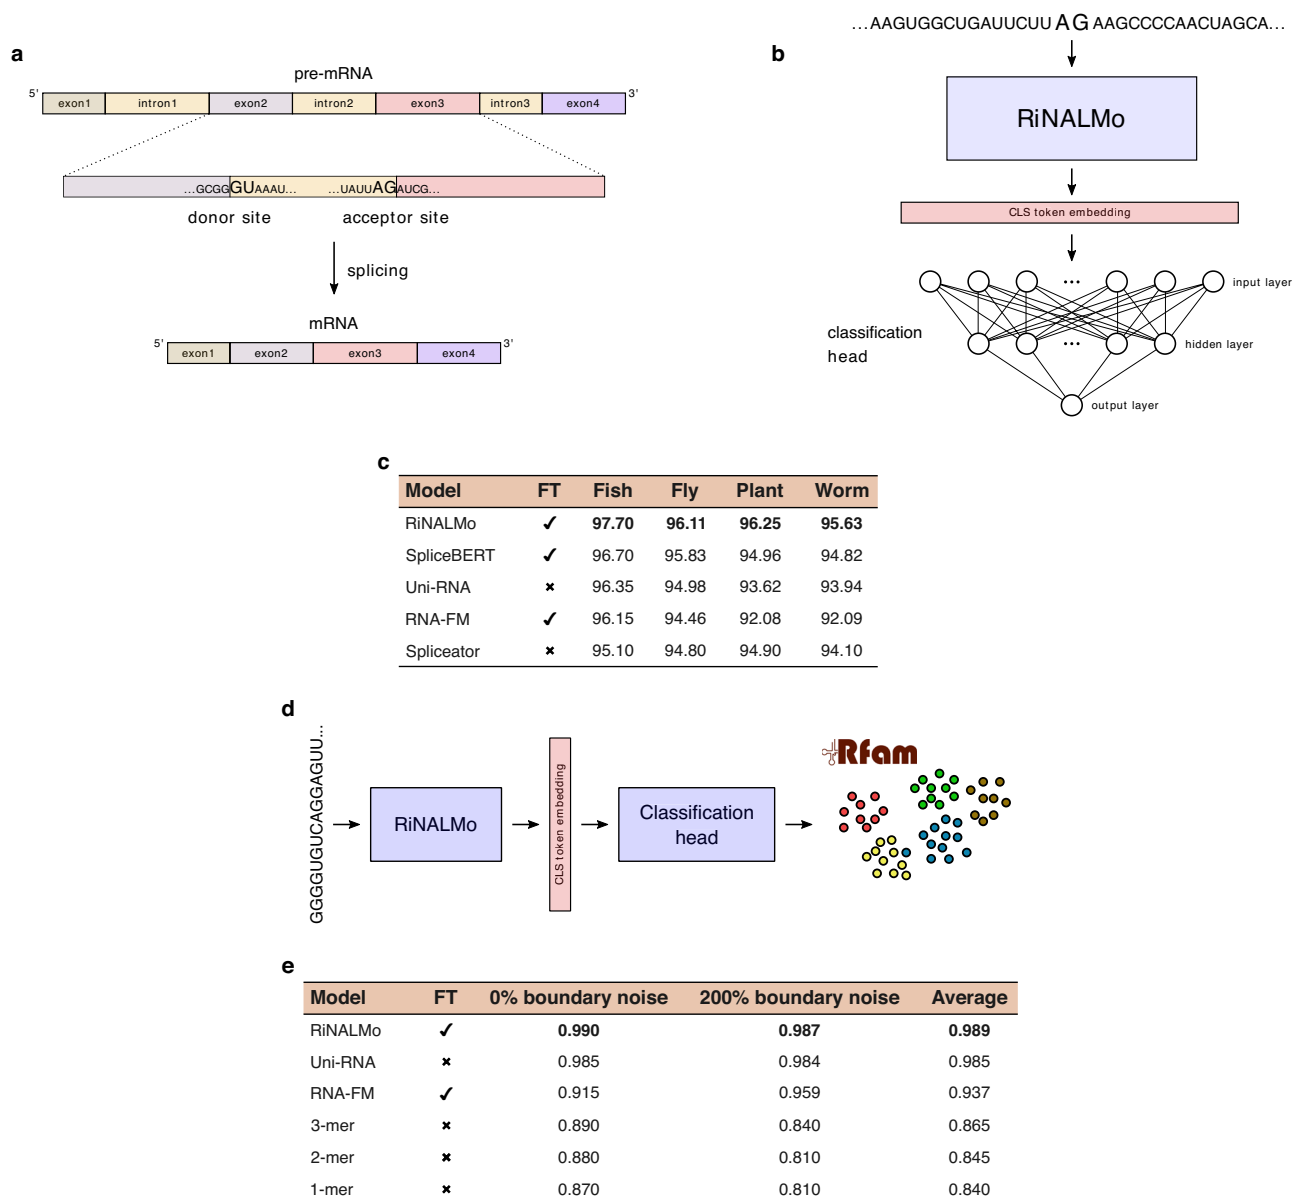 a
pre-mRNA
5' exon1 intron1 exon2 intron2 exon3 intron3 exon4 3'
...GCGGGUAAAU... ...UAUUAGAUCG...
donor site acceptor site
splicing
mRNA
5' exon1 exon2 exon3 exon4 3'
b
...AAGUGGCUGAUUCUU AG AAGCCCCAACUAGCA...
RiNALMo
CLS token embedding
... input layer
classification
head
... hidden layer
output layer
c
Model FT Fish Fly Plant Worm
RiNALMo ✓ 97.70 96.11 96.25 95.63
SpliceBERT ✓ 96.70 95.83 94.96 94.82
Uni-RNA ✖ 96.35 94.98 93.62 93.94
RNA-FM ✓ 96.15 94.46 92.08 92.09
Spliceator ✖ 95.10 94.80 94.90 94.10
d
GGGGUGUCAGGAGUU...
RiNALMo
CLS token embedding
Classification
head
Rfam
e
Model FT 0% boundary noise 200% boundary noise Average
RiNALMo ✓ 0.990 0.987 0.989
Uni-RNA ✖ 0.985 0.984 0.985
RNA-FM ✓ 0.915 0.959 0.937
3-mer ✖ 0.890 0.840 0.865
2-mer ✖ 0.880 0.810 0.845
1-mer ✖ 0.870 0.810 0.840